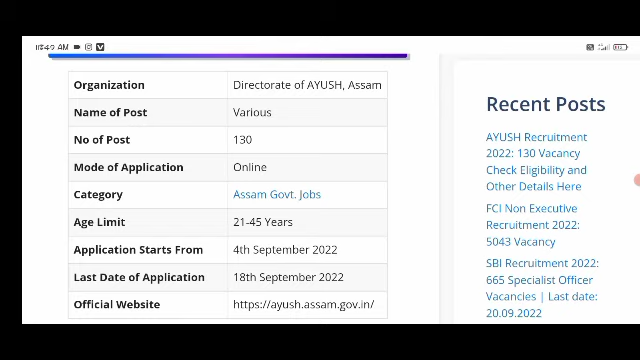 11:40 AM
Organization Directorate of AYUSH, Assam
Name of Post Various
No of Post 130
Mode of Application Online
Category Assam Govt. Jobs
Age Limit 21-45 Years
Application Starts From 4th September 2022
Last Date of Application 18th September 2022
Official Website https://ayush.assam.gov.in/
Recent Posts
AYUSH Recruitment
2022: 130 Vacancy
Check Eligibility and
Other Details Here
FCI Non Executive
Recruitment 2022:
5043 Vacancy
SBI Recruitment 2022:
665 Specialist Officer
Vacancies | Last date:
20.09.2022